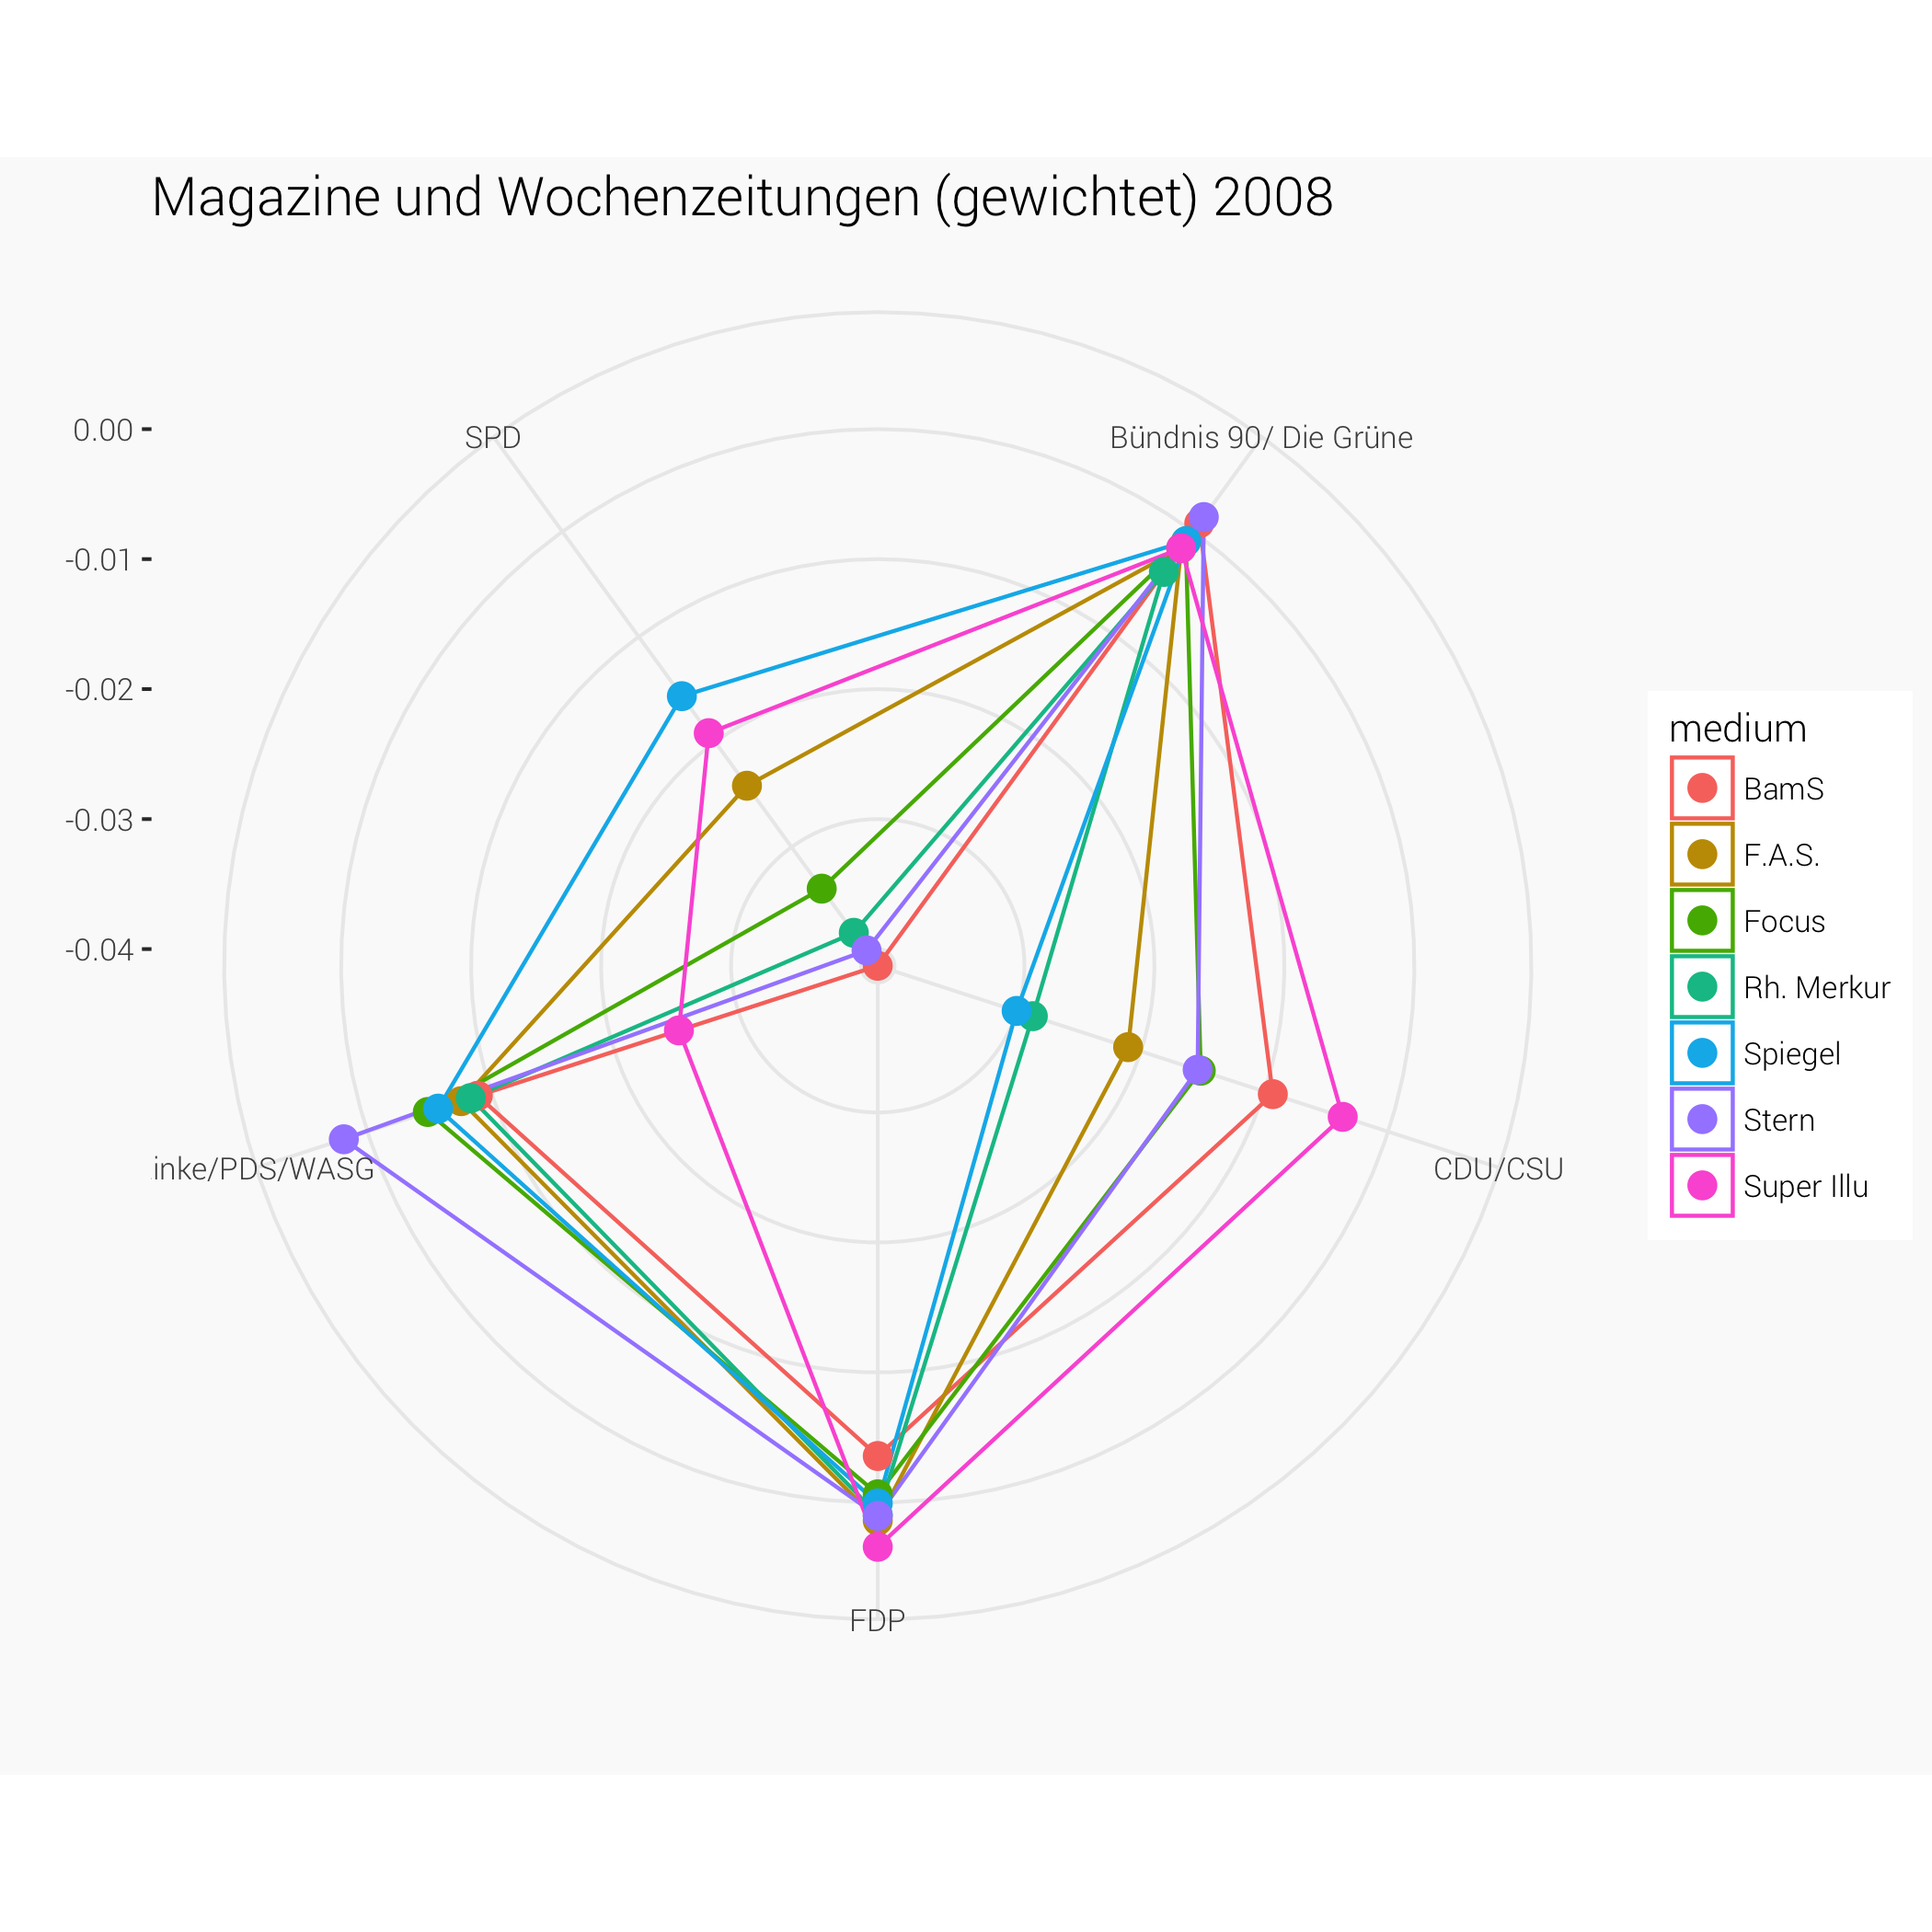 Magazine und Wochenzeitungen (gewichtet) 2008
0.00
-0.01
-0.02
-0.03
-0.04
SPD
Bündnis 90/ Die Grüne
inke/PDS/WASG
CDU/CSU
FDP
medium
BamS
F.A.S.
Focus
Rh. Merkur
Spiegel
Stern
Super Illu